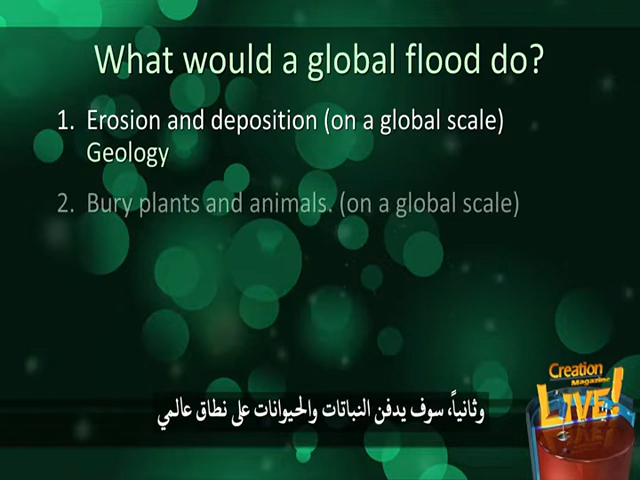 What would a global flood do?
1. Erosion and deposition (on a global scale)
Geology
2. Bury plants and animals. (on a global scale)
Creation
Magazine
LIVE!
وثانياً، سوف يدفن النباتات والحيوانات على نطاق عالمي